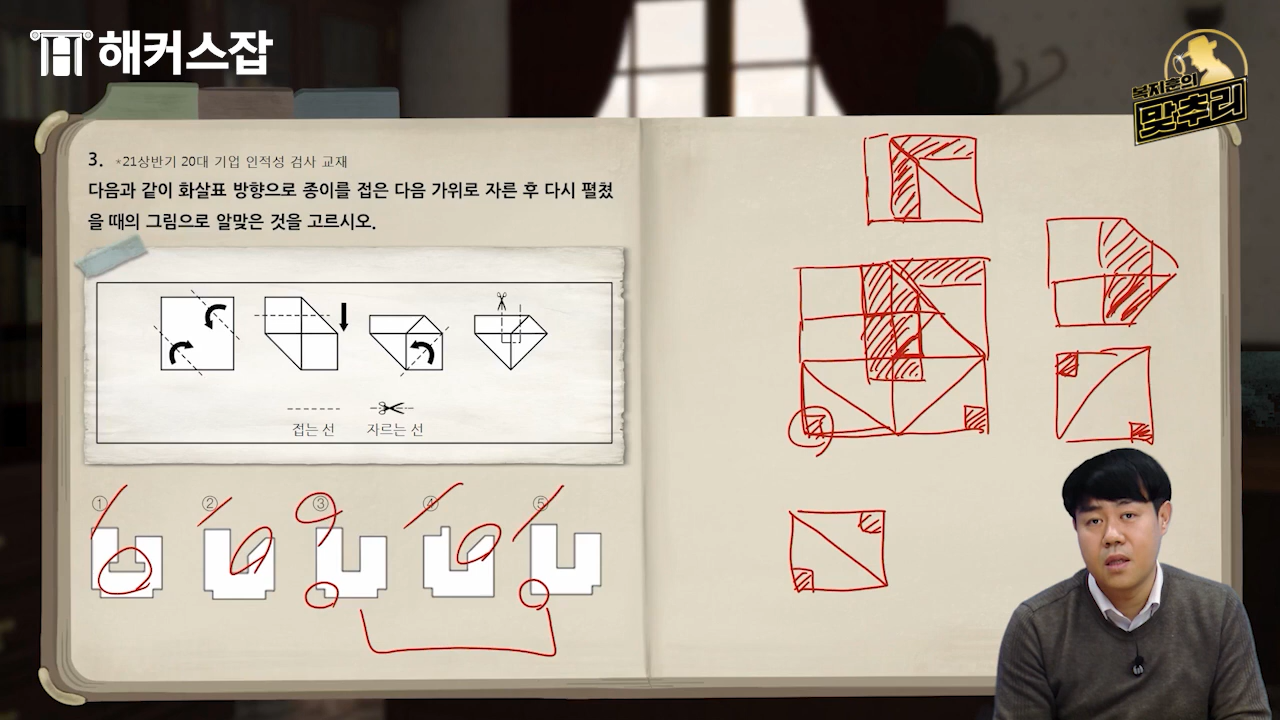 해커스잡
복지훈의
맞추리
3. *21상반기 20대 기업 인적성 검사 교재
다음과 같이 화살표 방향으로 종이를 접은 다음 가위로 자른 후 다시 펼쳤
을 때의 그림으로 알맞은 것을 고르시오.
접는 선 자르는 선
① ② ③ ④ ⑤